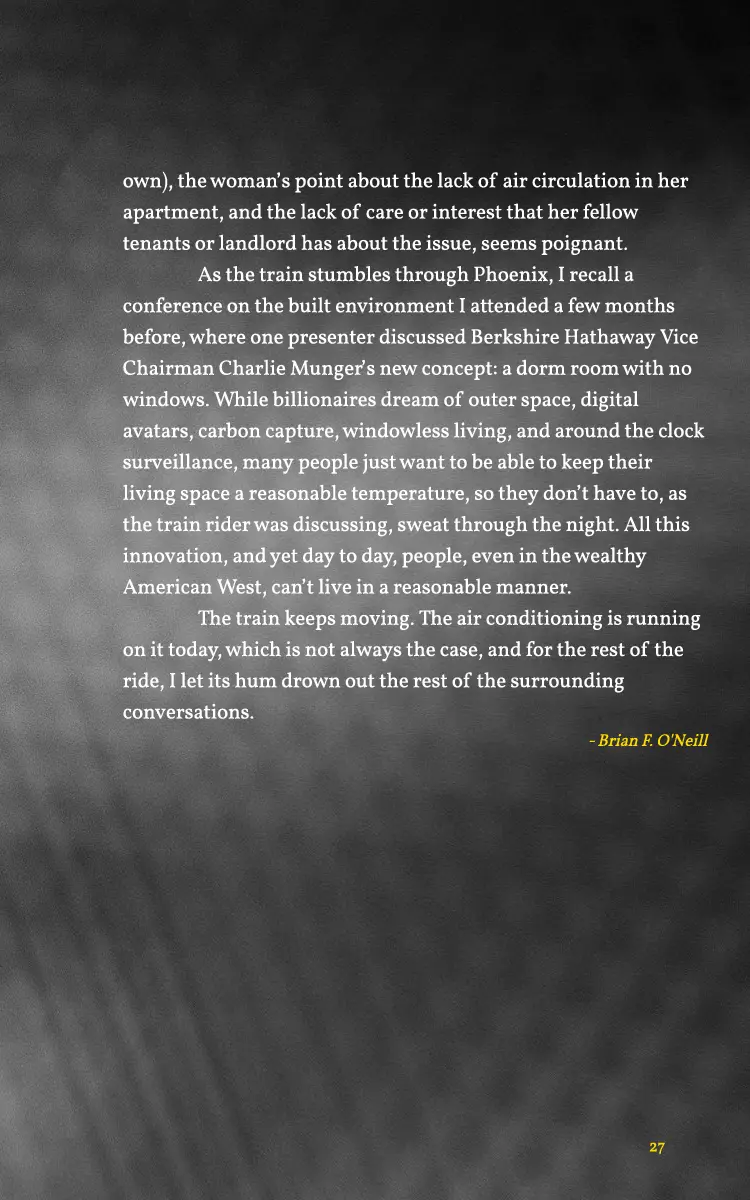 own), the woman's point about the lack of air circulation in her
apartment, and the lack of care or interest that her fellow
tenants or landlord has about the issue, seems poignant.
As the train stumbles through Phoenix, I recall a
conference on the built environment I attended a few months
before, where one presenter discussed Berkshire Hathaway Vice
Chairman Charlie Munger's new concept: a dorm room with no
windows. While billionaires dream of outer space, digital
avatars, carbon capture, windowless living, and around the clock
surveillance, many people just want to be able to keep their
living space a reasonable temperature, so they don't have to, as
the train rider was discussing, sweat through the night. All this
innovation, and yet day to day, people, even in the wealthy
American West, can't live in a reasonable manner.
The train keeps moving. The air conditioning is running
on it today, which is not always the case, and for the rest of the
ride, I let its hum drown out the rest of the surrounding
conversations.
- Brian F. O'Neill
27